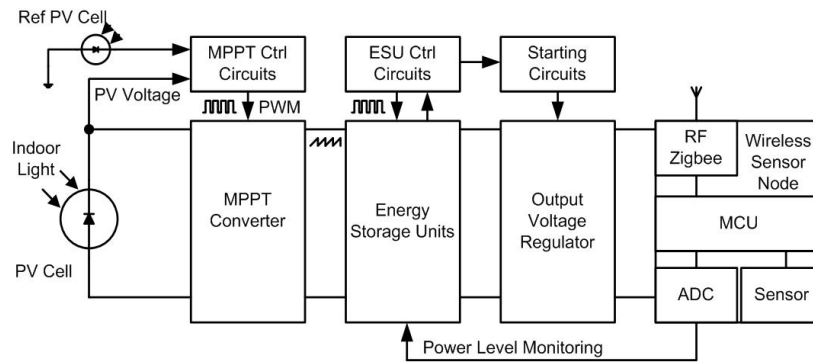 Ref PV Cell
MPPT Ctrl
Circuits
ESU Ctrl
Circuits
Starting
Circuits
PV Voltage
PWM
Indoor
Light
PV Cell
MPPT
Converter
Energy
Storage Units
Output
Voltage
Regulator
RF
Zigbee
Wireless
Sensor
Node
MCU
ADC
Sensor
Power Level Monitoring